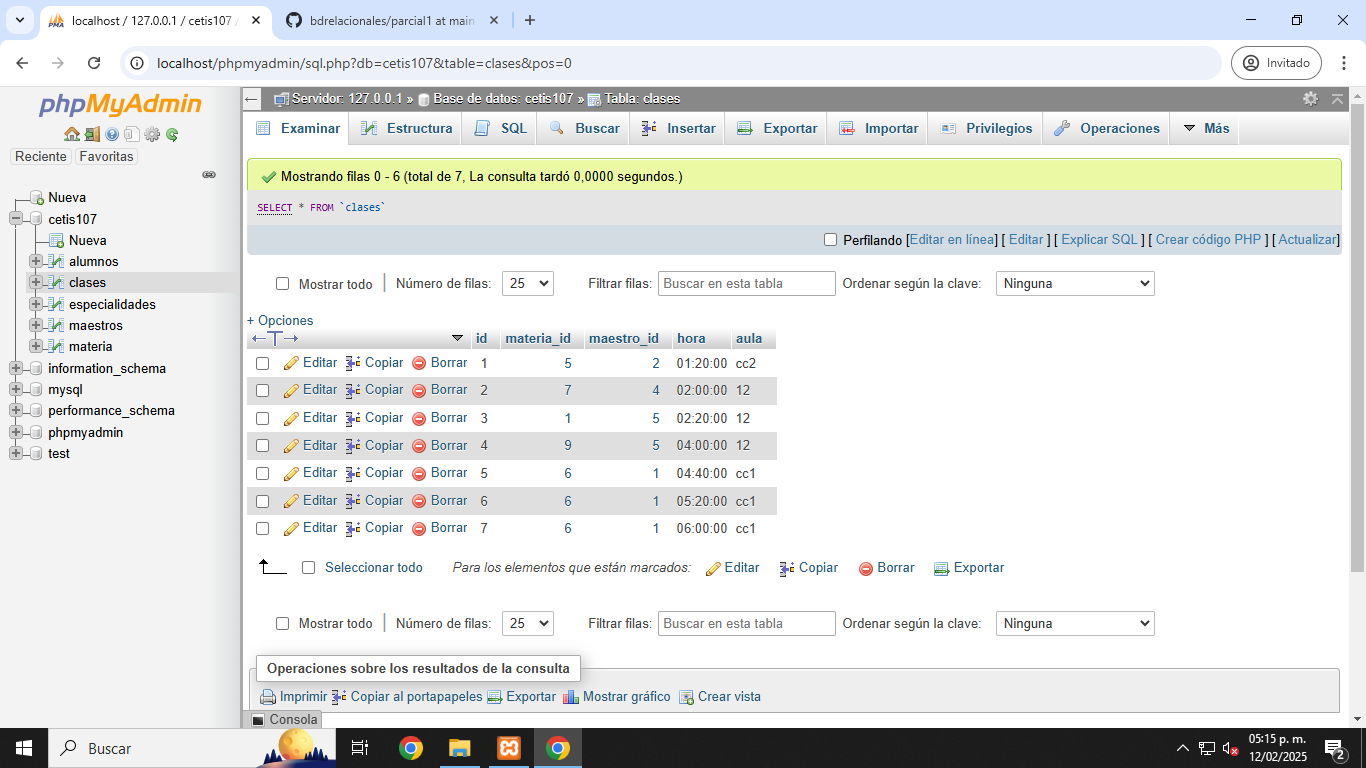 localhost / 127.0.0.1 / cetis107
bdrelacionales/parcial1 at main
localhost/phpmyadmin/sql.php?db=cetis107&table=clases&pos=0
Invitado
phpMyAdmin
Reciente Favoritas
Nueva
cetis107
Nueva
alumnos
clases
especialidades
maestros
materia
information_schema
mysql
performance_schema
phpmyadmin
test
Servidor: 127.0.0.1 » Base de datos: cetis107 » Tabla: clases
Examinar Estructura SQL Buscar Insertar Exportar Importar Privilegios Operaciones Más
Mostrando filas 0 - 6 (total de 7, La consulta tardó 0,0000 segundos.)
SELECT * FROM `clases`
Perfilando [Editar en línea] [ Editar ] [ Explicar SQL ] [ Crear código PHP ] [ Actualizar]
Mostrar todo Número de filas: 25 Filtrar filas: Buscar en esta tabla Ordenar según la clave: Ninguna
+ Opciones
id materia_id maestro_id hora aula
Editar Copiar Borrar 1 5 2 01:20:00 cc2
Editar Copiar Borrar 2 7 4 02:00:00 12
Editar Copiar Borrar 3 1 5 02:20:00 12
Editar Copiar Borrar 4 9 5 04:00:00 12
Editar Copiar Borrar 5 6 1 04:40:00 cc1
Editar Copiar Borrar 6 6 1 05:20:00 cc1
Editar Copiar Borrar 7 6 1 06:00:00 cc1
Seleccionar todo Para los elementos que están marcados: Editar Copiar Borrar Exportar
Mostrar todo Número de filas: 25 Filtrar filas: Buscar en esta tabla Ordenar según la clave: Ninguna
Operaciones sobre los resultados de la consulta
Imprimir Copiar al portapapeles Exportar Mostrar gráfico Crear vista
Consola
Buscar
05:15 p. m.
12/02/2025
2